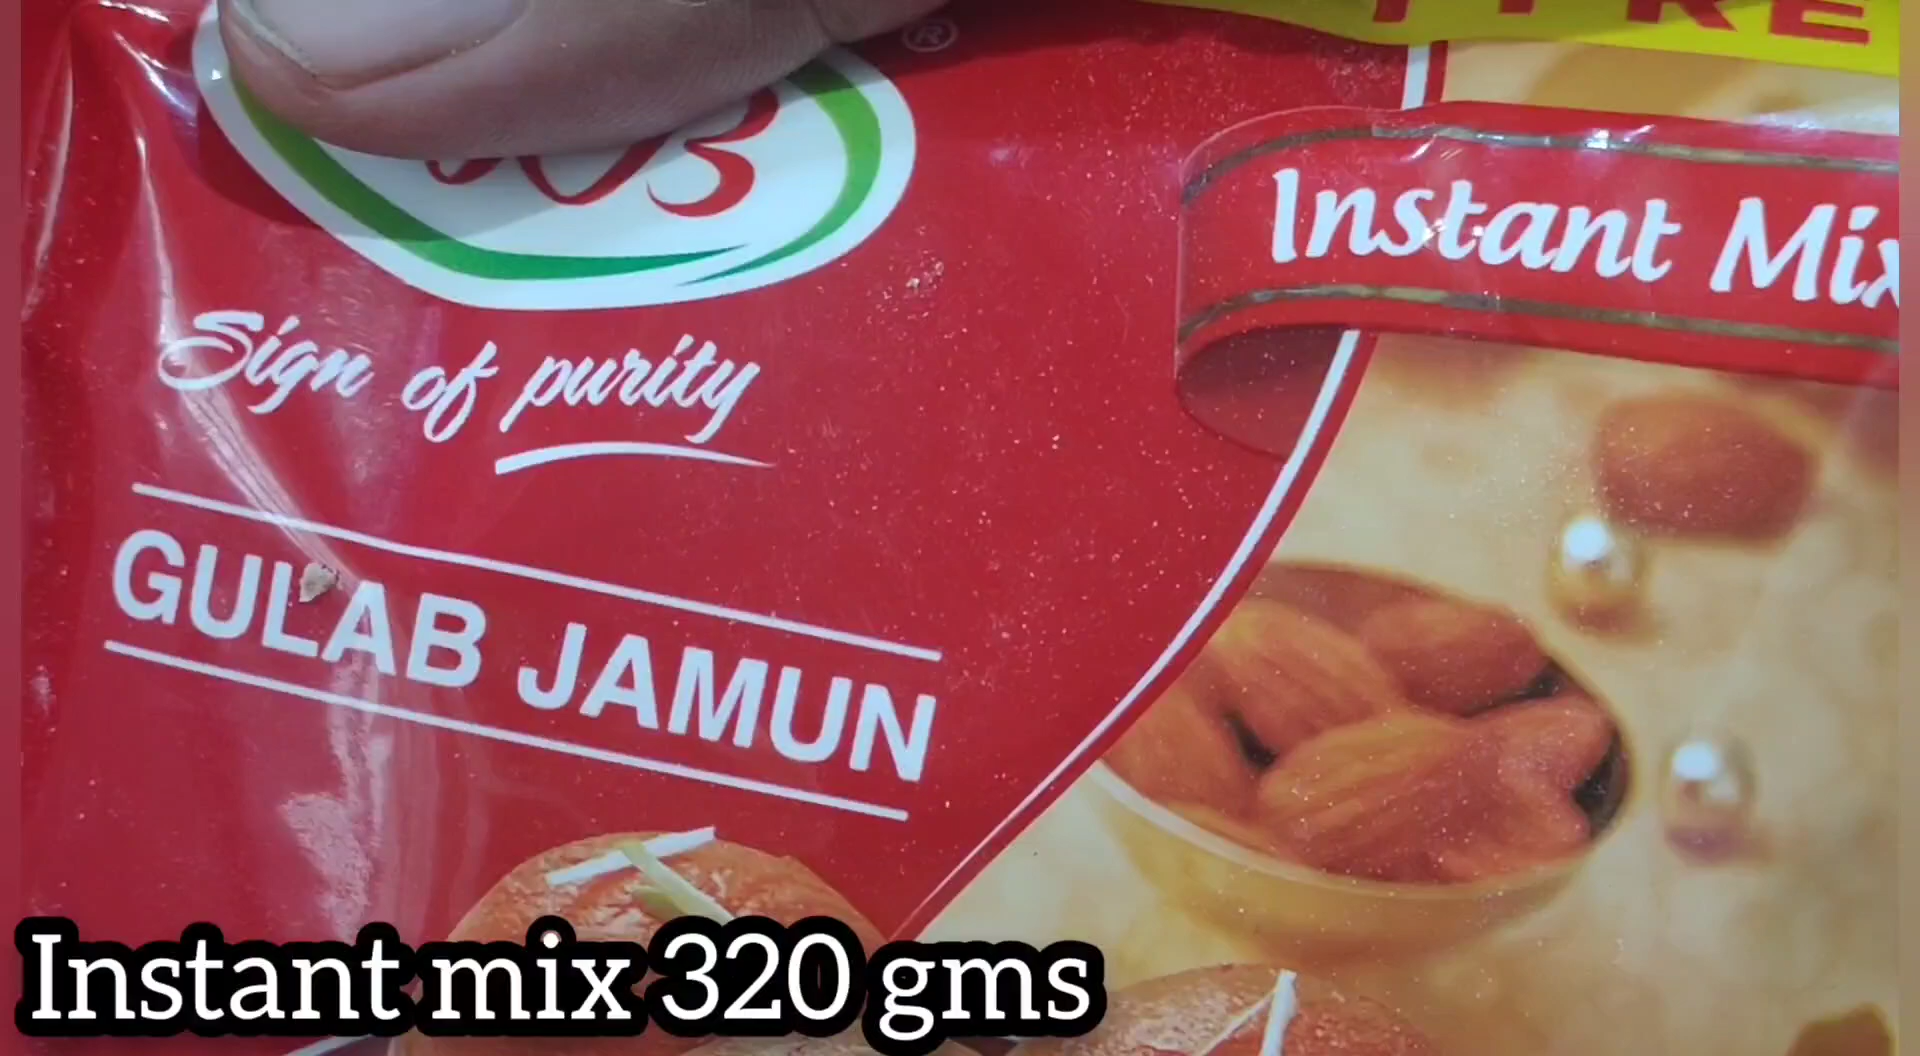 ®
Instant Mix
Sign of purity
GULAB JAMUN
Instant mix 320 gms